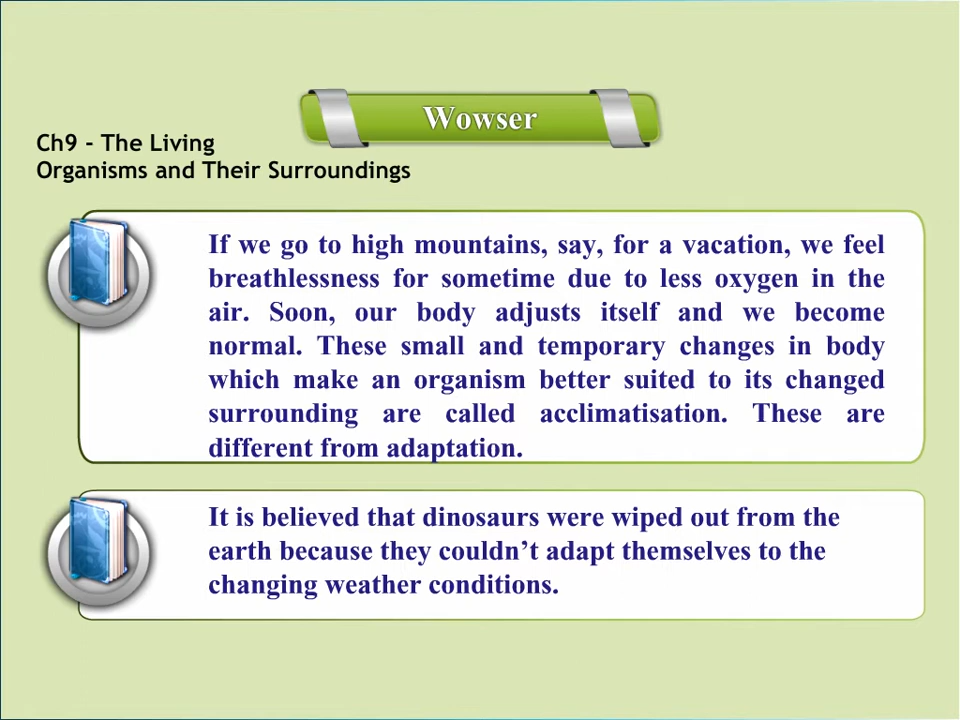 Wowser
Ch9 - The Living
Organisms and Their Surroundings
If we go to high mountains, say, for a vacation, we feel
breathlessness for sometime due to less oxygen in the
air. Soon, our body adjusts itself and we become
normal. These small and temporary changes in body
which make an organism better suited to its changed
surrounding are called acclimatisation. These are
different from adaptation.
It is believed that dinosaurs were wiped out from the
earth because they couldn’t adapt themselves to the
changing weather conditions.